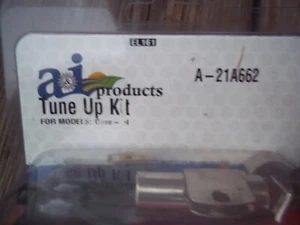 EL161
a&i products
A-21A662
Tune Up Kit
FOR MODELS: